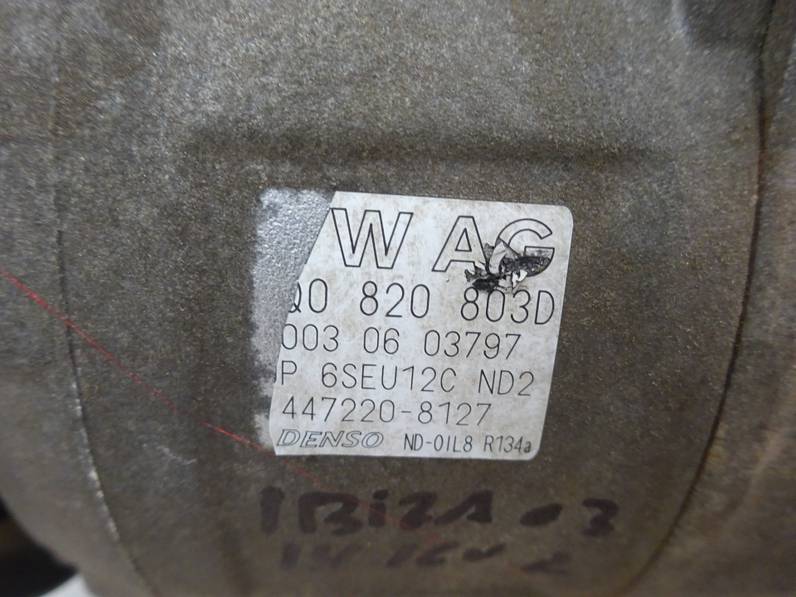 W AG
Q0 820 803D
003 06 03797
P 6SEU12C ND2
447220-8127
DENSO ND-OIL8 R134a
IBiZA 03